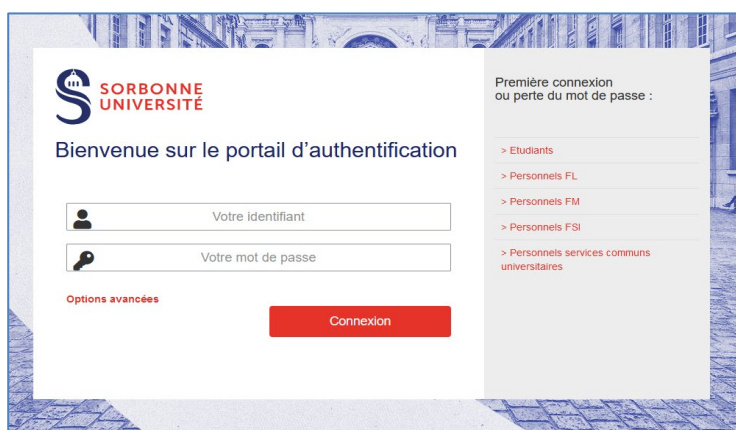 SORBONNE
UNIVERSITÉ
Bienvenue sur le portail d'authentification
Votre identifiant
Votre mot de passe
Options avancées
Connexion
Première connexion
ou perte du mot de passe :
> Etudiants
> Personnels FL
> Personnels FM
> Personnels FSI
> Personnels services communs
universitaires